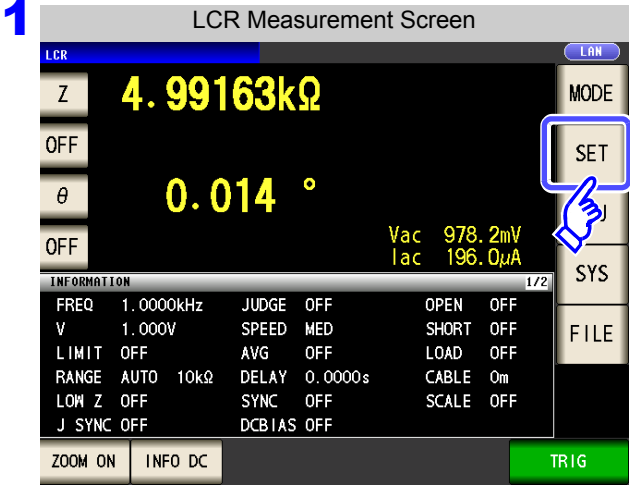 1
LCR Measurement Screen
LCR
LAN
Z 4.99163kΩ
MODE
OFF
SET
θ 0.014 °
OFF
Vac 978.2mV
Iac 196.0μA
SYS
INFORMATION 1/2
FREQ 1.0000kHz JUDGE OFF OPEN OFF
V 1.000V SPEED MED SHORT OFF
FILE
LIMIT OFF AVG OFF LOAD OFF
RANGE AUTO 10kΩ DELAY 0.0000s CABLE 0m
LOW Z OFF SYNC OFF SCALE OFF
J SYNC OFF DCBIAS OFF
ZOOM ON INFO DC TRIG